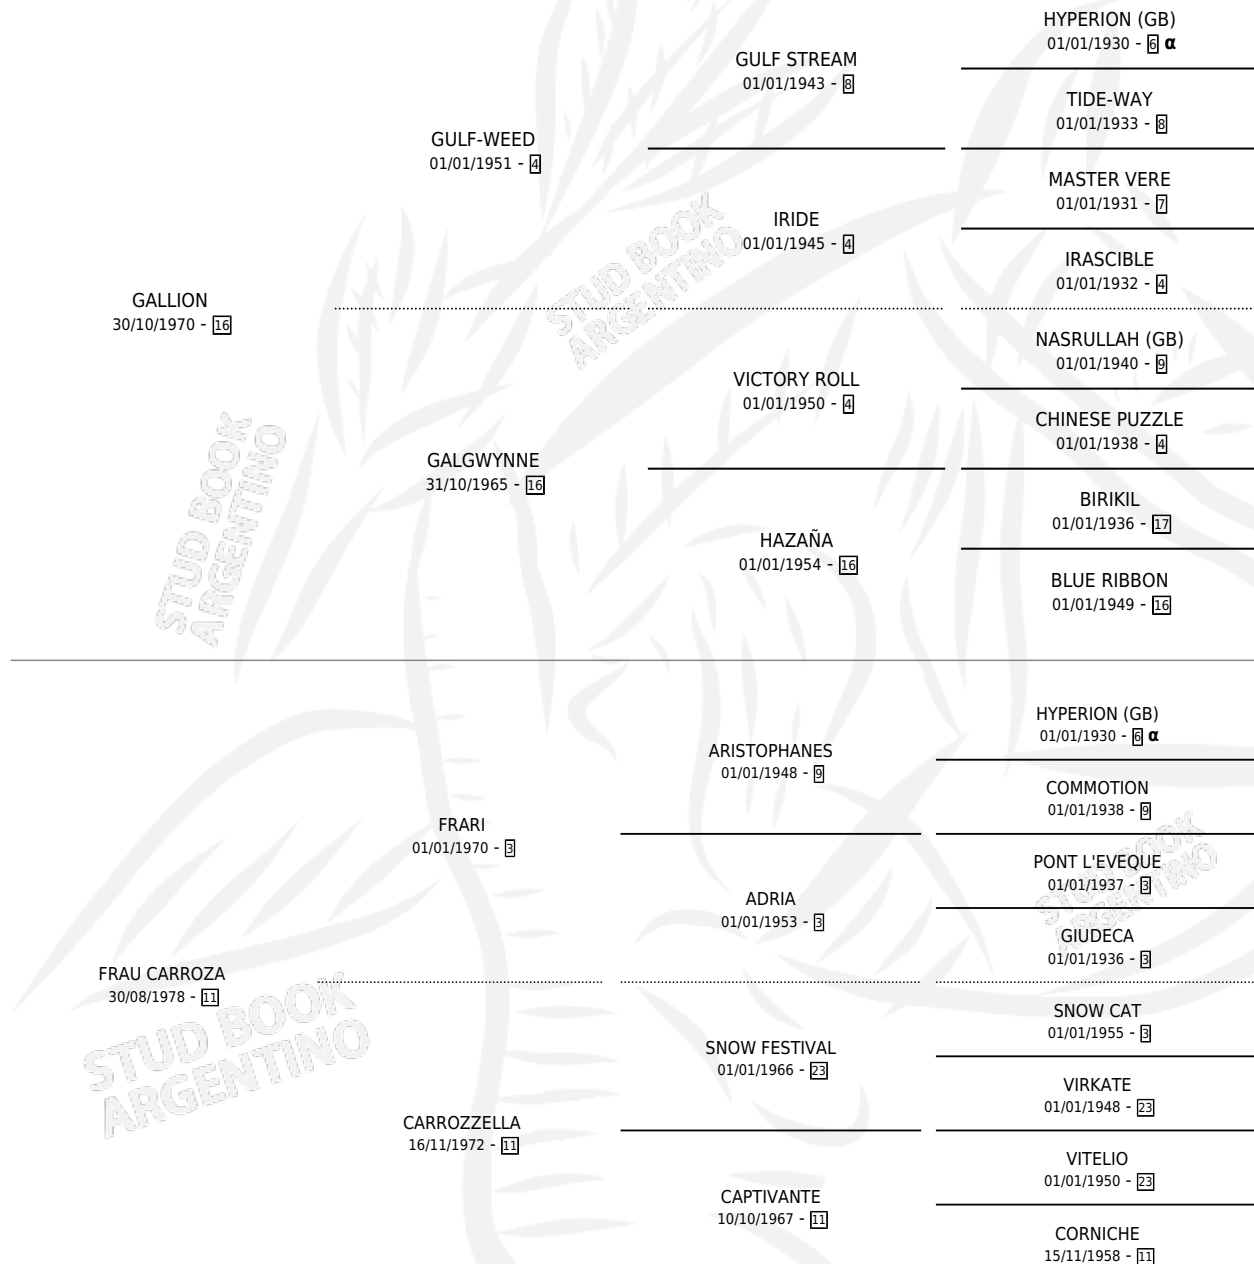 HYPERION (GB)
01/01/1930 - 6 α
GULF STREAM
01/01/1943 - 8
TIDE-WAY
01/01/1933 - 8
GULF-WEED
01/01/1951 - 4
MASTER VERE
01/01/1931 - 7
IRIDE
01/01/1945 - 4
IRASCIBLE
01/01/1932 - 4
GALLION
30/10/1970 - 16
NASRULLAH (GB)
01/01/1940 - 9
VICTORY ROLL
01/01/1950 - 4
CHINESE PUZZLE
01/01/1938 - 4
GALGWYNNE
31/10/1965 - 16
BIRIKIL
01/01/1936 - 17
HAZAÑA
01/01/1954 - 16
BLUE RIBBON
01/01/1949 - 16
HYPERION (GB)
01/01/1930 - 6 α
ARISTOPHANES
01/01/1948 - 9
COMMOTION
01/01/1938 - 9
FRARI
01/01/1970 - 3
PONT L'EVEQUE
01/01/1937 - 3
ADRIA
01/01/1953 - 3
GIUDECA
01/01/1936 - 3
FRAU CARROZA
30/08/1978 - 11
SNOW CAT
01/01/1955 - 3
SNOW FESTIVAL
01/01/1966 - 23
VIRKATE
01/01/1948 - 23
CARROZZELLA
16/11/1972 - 11
VITELIO
01/01/1950 - 23
CAPTIVANTE
10/10/1967 - 11
CORNICHE
15/11/1958 - 11
STUD BOOK
ARGENTINO
STUD BOOK
ARGENTINO
STUD BOOK
ARGENTINO
STUD BOOK
ARGENTINO